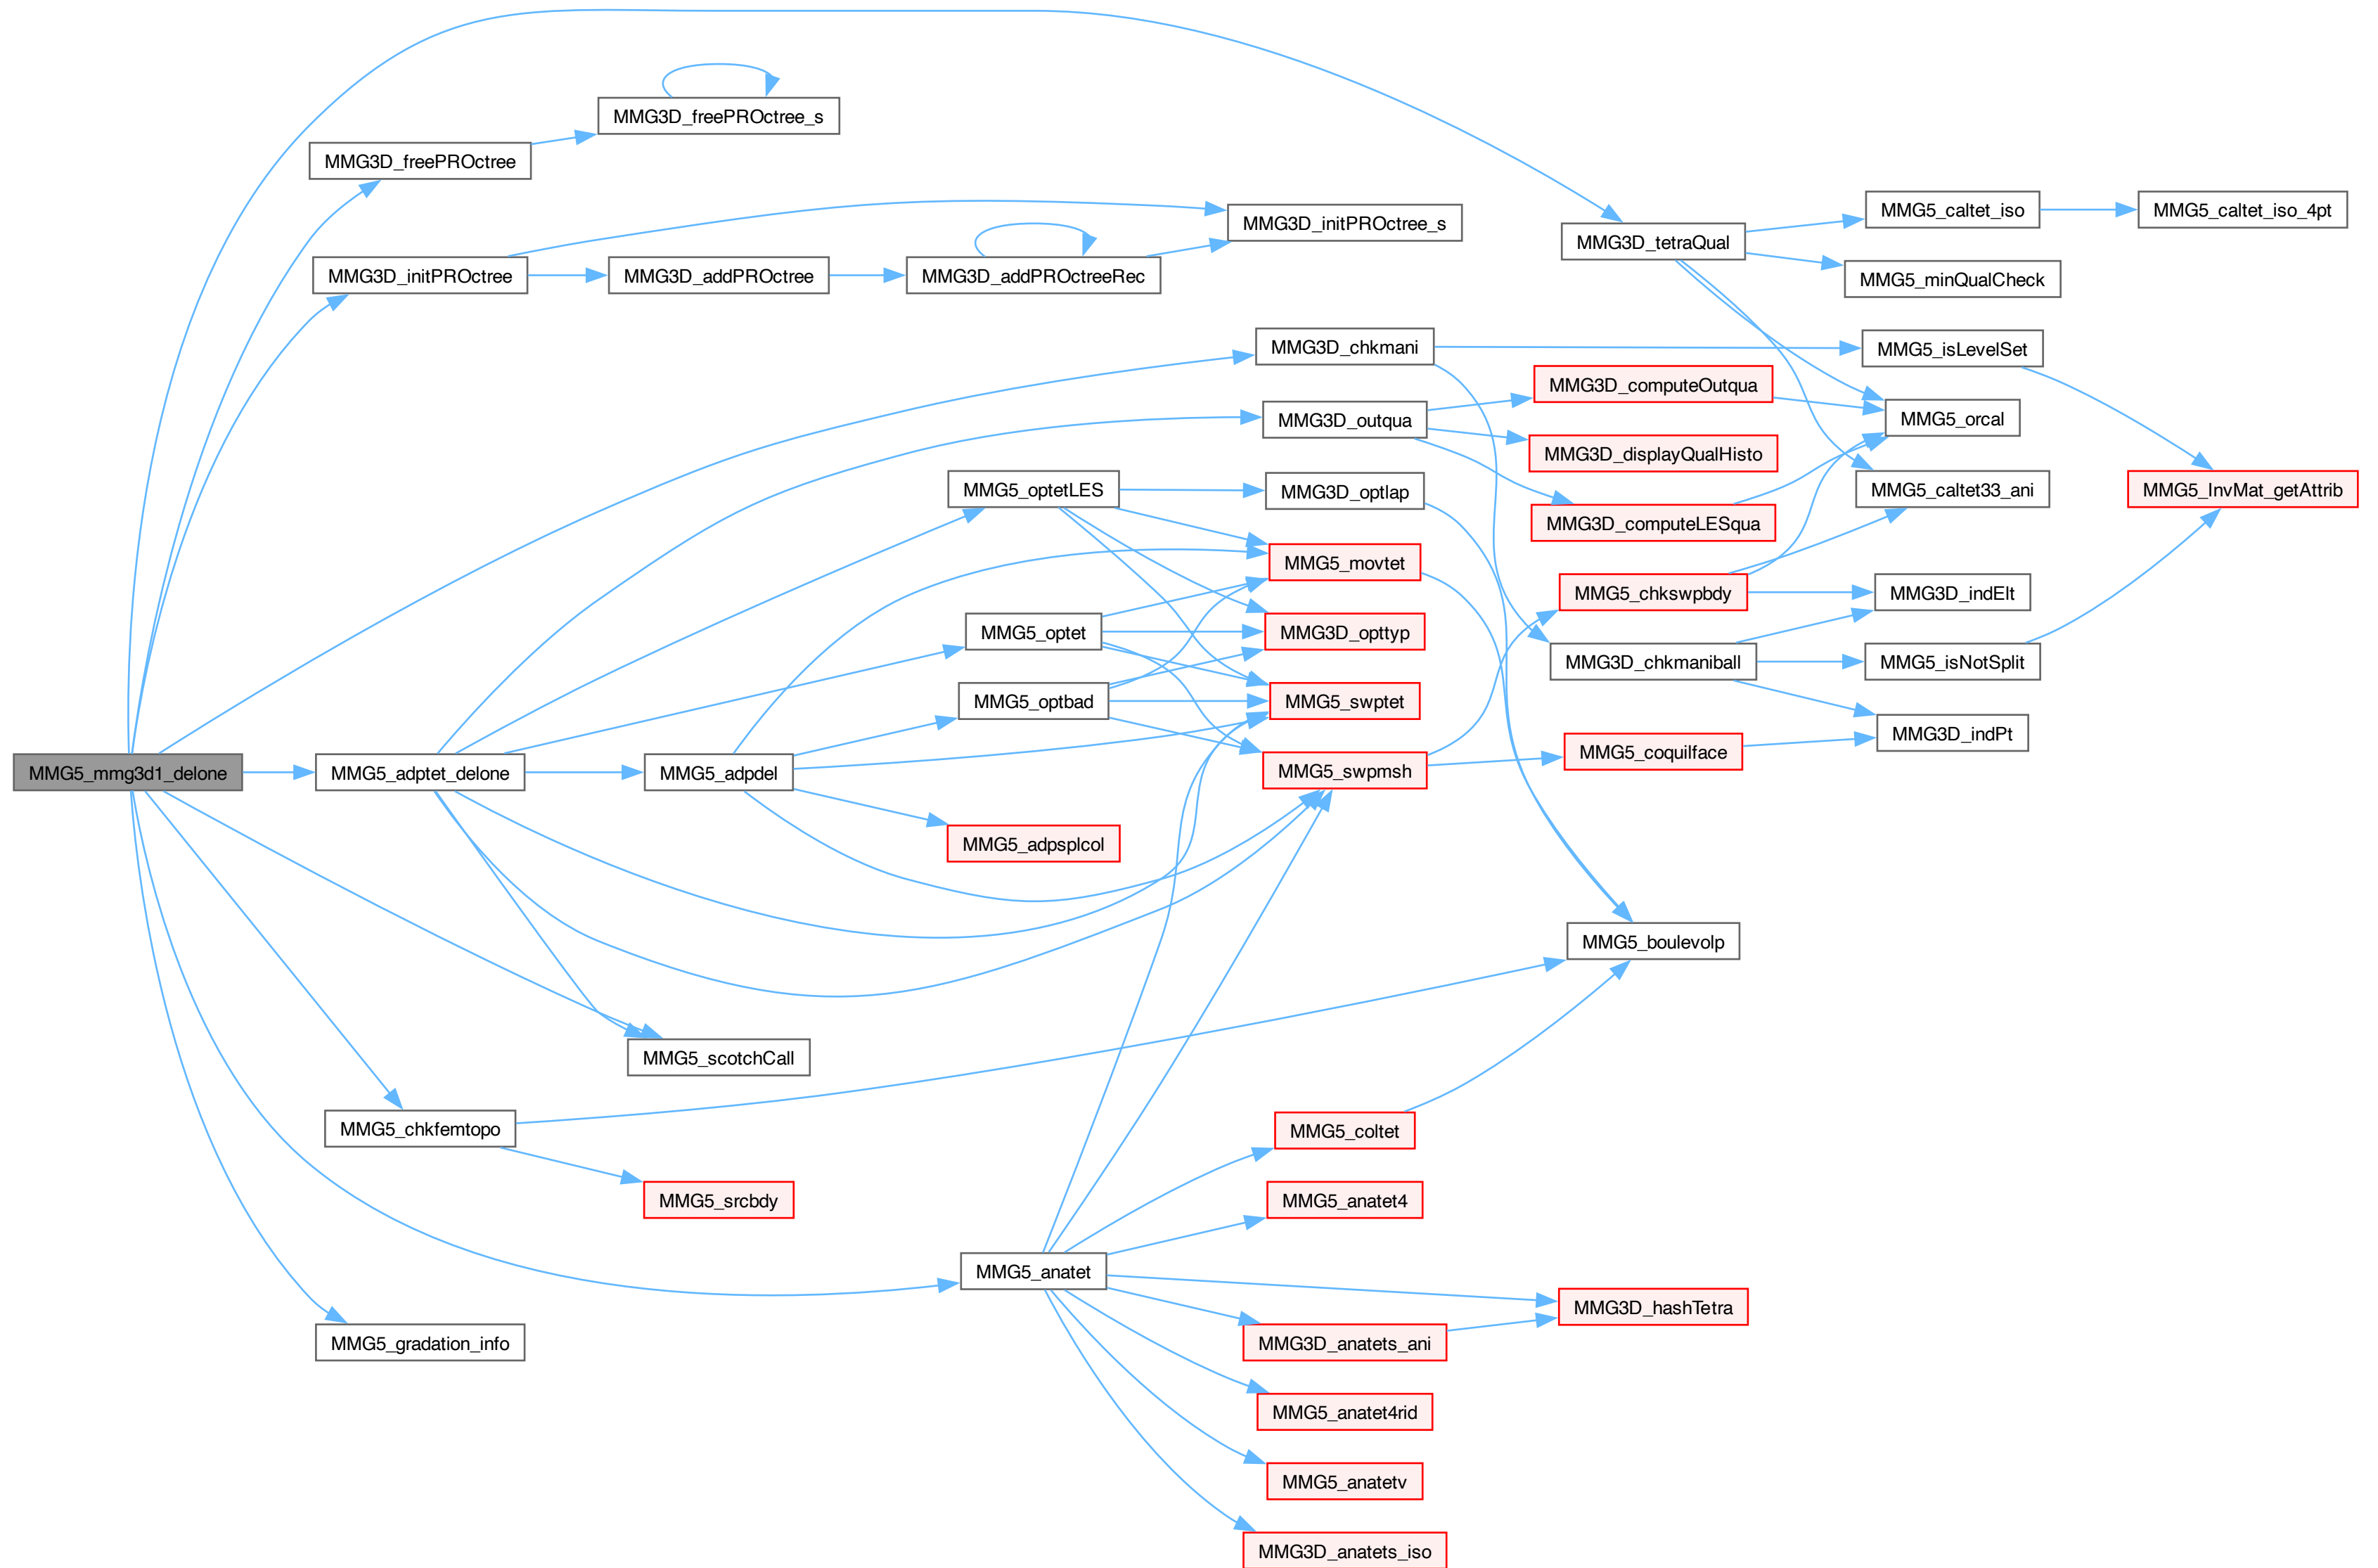 MMG3D_freePROctree_s
MMG3D_freePROctree
MMG3D_initPROctree_s
MMG5_caltet_iso
MMG5_caltet_iso_4pt
MMG3D_tetraQual
MMG3D_initPROctree
MMG3D_addPROctree
MMG3D_addPROctreeRec
MMG5_minQualCheck
MMG3D_chkmani
MMG5_isLevelSet
MMG3D_computeOutqua
MMG3D_outqua
MMG5_orcal
MMG3D_displayQualHisto
MMG5_optetLES
MMG3D_optlap
MMG5_caltet33_ani
MMG5_InvMat_getAttrib
MMG3D_computeLESqua
MMG5_movtet
MMG5_chkswpbdy
MMG3D_indElt
MMG5_optet
MMG3D_opttyp
MMG3D_chkmaniball
MMG5_isNotSplit
MMG5_optbad
MMG5_swptet
MMG3D_indPt
MMG5_coquilface
MMG5_mmg3d1_delone
MMG5_adptet_delone
MMG5_adpdel
MMG5_swpmsh
MMG5_adpsplcol
MMG5_boulevolp
MMG5_scotchCall
MMG5_chkfemtopo
MMG5_coltet
MMG5_srcbdy
MMG5_anatet4
MMG5_anatet
MMG3D_hashTetra
MMG5_gradation_info
MMG3D_anatets_ani
MMG5_anatet4rid
MMG5_anatetv
MMG3D_anatets_iso